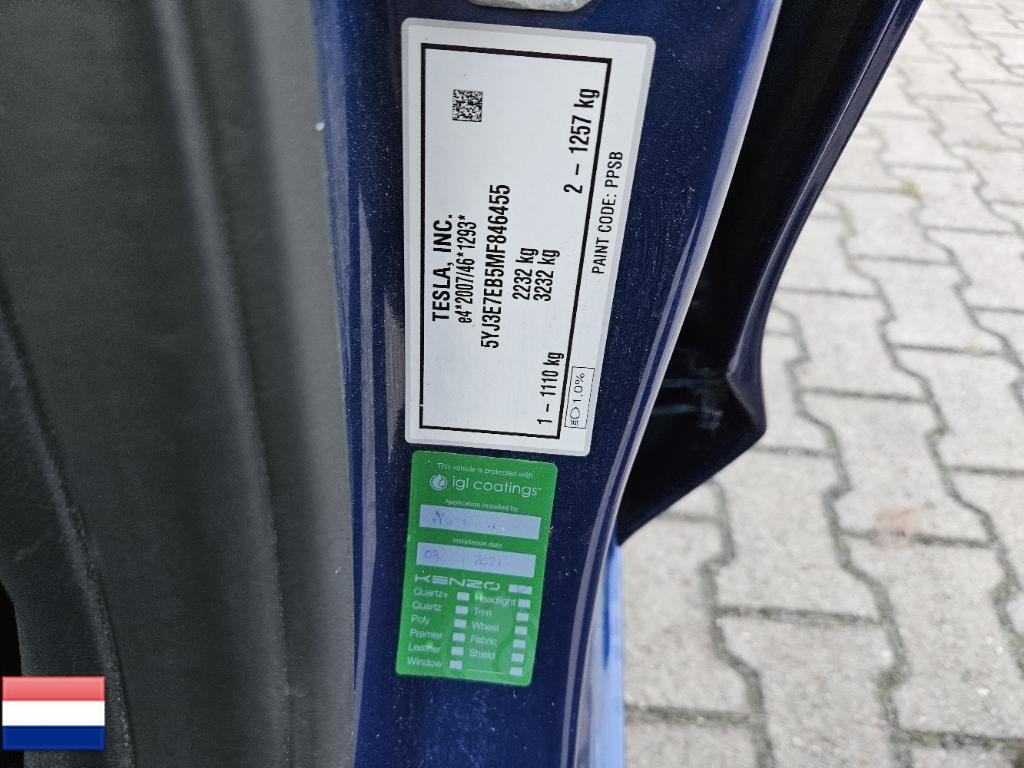 TESLA, INC.
e4*2007/46*1293*
5YJ3E7EB5MF846455
2232 kg
3232 kg
1 – 1110 kg
2 – 1257 kg
1.0%
PAINT CODE: PPSB
This vehicle is protected with
igl coatings
Application installed by
Installation date
2021
KENZO
Quartz+
Headlight
Quartz
Trim
Poly
Wheel
Premier
Fabric
Leather
Shield
Window